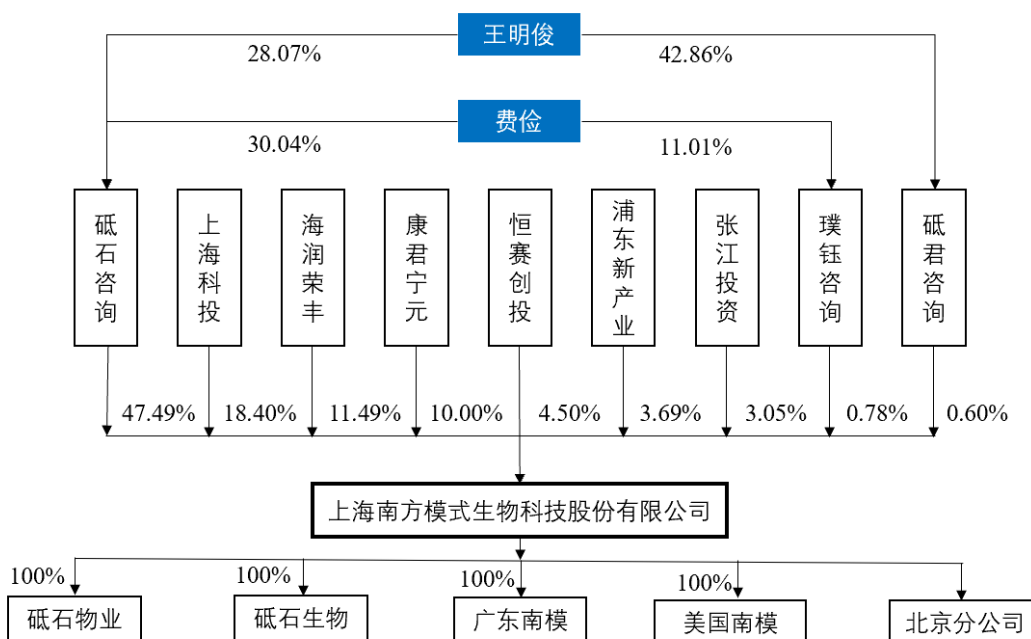 王明俊
28.07%
42.86%
费俭
30.04%
11.01%
砥石咨询
上海科投
海润荣丰
康君宁元
恒赛创投
浦东新产业
张江投资
璞钰咨询
砥君咨询
47.49%
18.40%
11.49%
10.00%
4.50%
3.69%
3.05%
0.78%
0.60%
上海南方模式生物科技股份有限公司
100%
100%
100%
100%
砥石物业
砥石生物
广东南模
美国南模
北京分公司